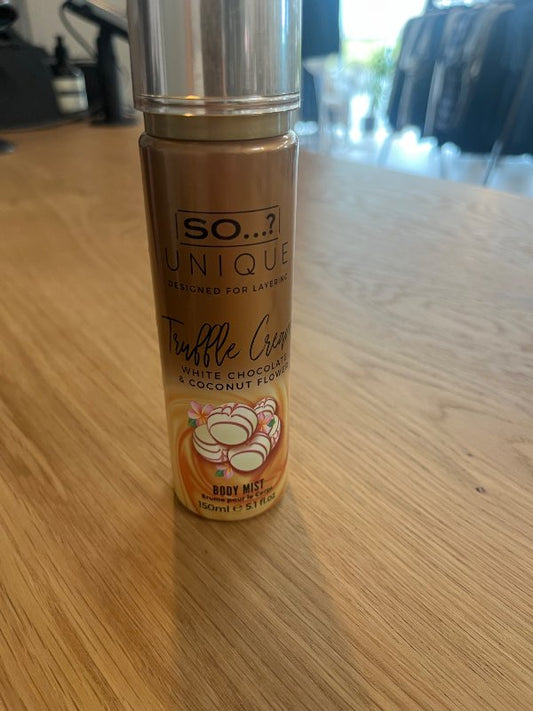 SO...?
UNIQUE
DESIGNED FOR LAYERING
Truffle Cream
WHITE CHOCOLATE
& COCONUT FLOWER
BODY MIST
Brume pour le Corps
150ml e 5.1 fl.oz